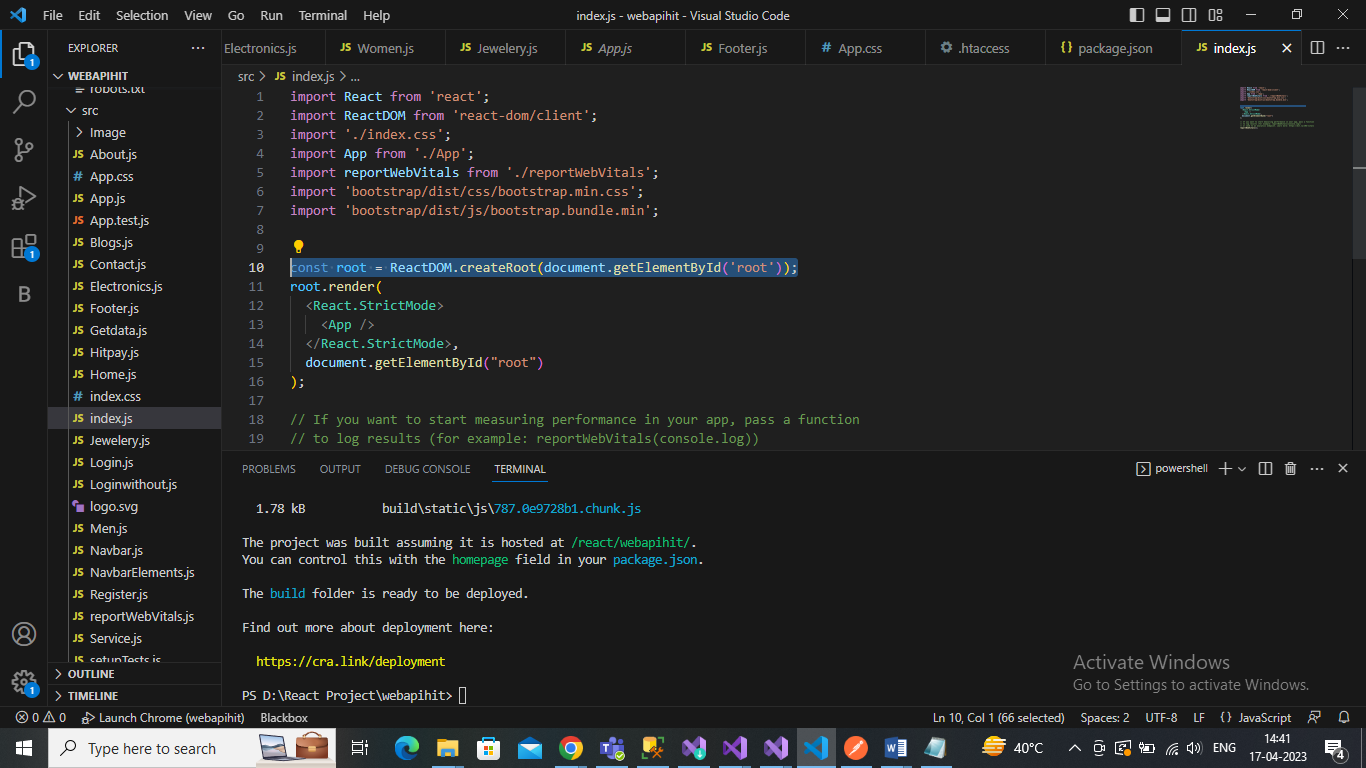 File Edit Selection View Go Run Terminal Help
index.js - webapihit - Visual Studio Code
EXPLORER
WEBAPIHIT
robots.txt
src
Image
About.js
App.css
App.js
App.test.js
Blogs.js
Contact.js
Electronics.js
Footer.js
Getdata.js
Hitpay.js
Home.js
index.css
index.js
Jewelery.js
Login.js
Loginwithout.js
logo.svg
Men.js
Navbar.js
NavbarElements.js
Register.js
reportWebVitals.js
Service.js
setupTests.js
OUTLINE
TIMELINE
Electronics.js JS Women.js JS Jewelery.js JS App.js JS Footer.js # App.css .htaccess {} package.json JS index.js
src > JS index.js > ...
1 import React from 'react';
2 import ReactDOM from 'react-dom/client';
3 import './index.css';
4 import App from './App';
5 import reportWebVitals from './reportWebVitals';
6 import 'bootstrap/dist/css/bootstrap.min.css';
7 import 'bootstrap/dist/js/bootstrap.bundle.min';
8
9
10 const root = ReactDOM.createRoot(document.getElementById('root'));
11 root.render(
12 <React.StrictMode>
13 <App />
14 </React.StrictMode>,
15 document.getElementById("root")
16 );
17
18 // If you want to start measuring performance in your app, pass a function
19 // to log results (for example: reportWebVitals(console.log))
PROBLEMS OUTPUT DEBUG CONSOLE TERMINAL
powershell
1.78 kB build\static\js\787.0e9728b1.chunk.js
The project was built assuming it is hosted at /react/webapihit/.
You can control this with the homepage field in your package.json.
The build folder is ready to be deployed.
Find out more about deployment here:
https://cra.link/deployment
PS D:\React Project\webapihit>
Activate Windows
Go to Settings to activate Windows.
0 0 Launch Chrome (webapihit) Blackbox
Ln 10, Col 1 (66 selected) Spaces: 2 UTF-8 LF {} JavaScript
Type here to search
40°C
ENG
14:41
17-04-2023
4